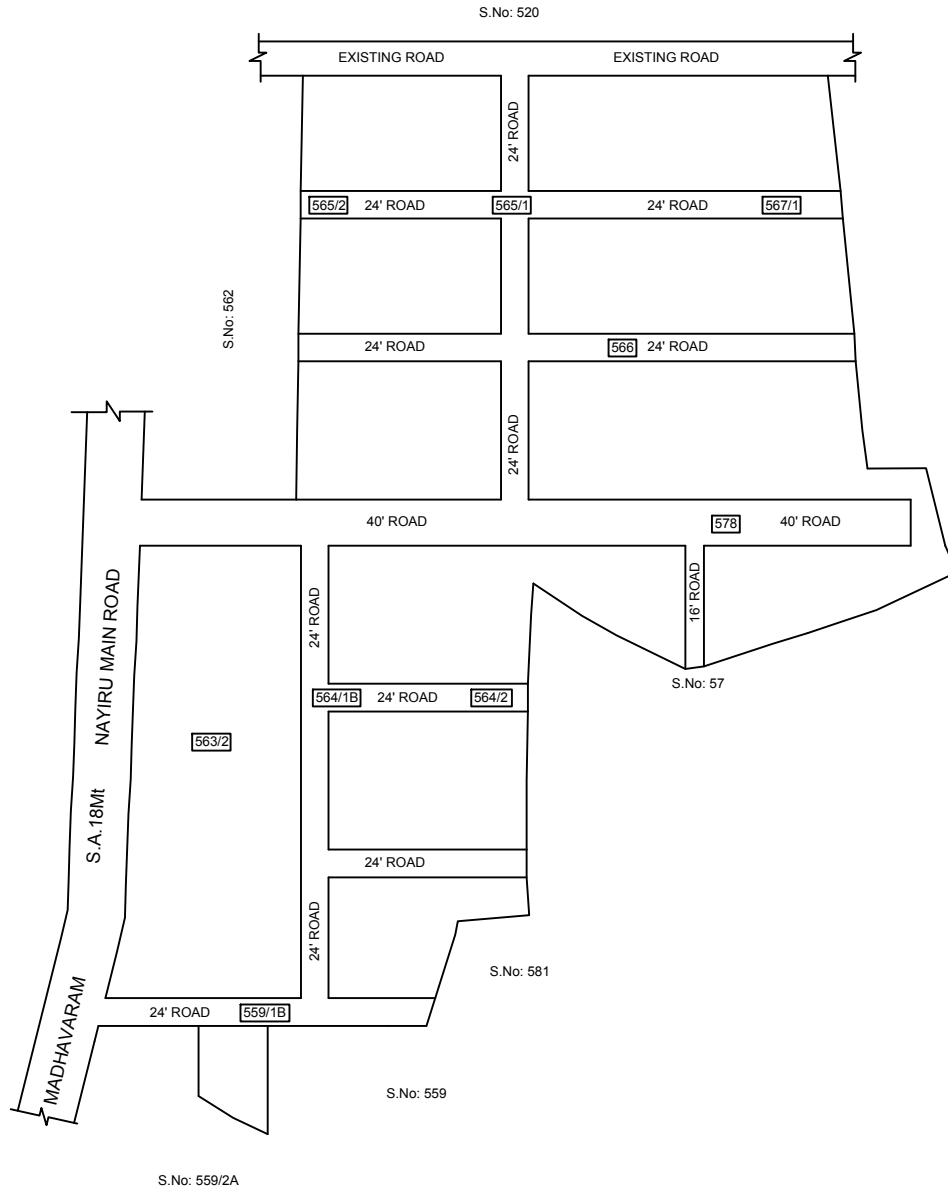 S.No: 520
EXISTING ROAD
EXISTING ROAD
24' ROAD
565/2
24' ROAD
565/1
24' ROAD
567/1
S.No: 562
24' ROAD
566
24' ROAD
24' ROAD
40' ROAD
578
40' ROAD
24' ROAD
16' ROAD
NAYIRU MAIN ROAD
S.No: 57
564/1B
24' ROAD
564/2
563/2
S.A.18Mt
24' ROAD
24' ROAD
S.No: 581
24' ROAD
559/1B
MADHAVARAM
S.No: 559
S.No: 559/2A